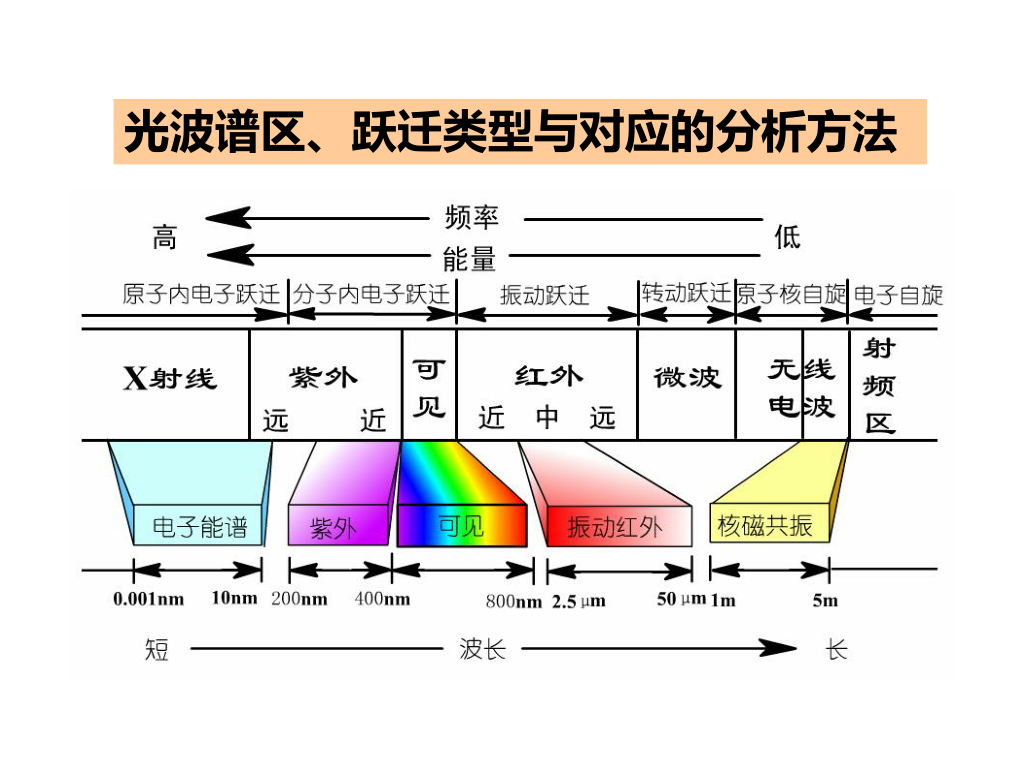 光波谱区、跃迁类型与对应的分析方法
高 频率 低
能量
原子内电子跃迁 分子内电子跃迁 振动跃迁 转动跃迁 原子核自旋 电子自旋
X射线 紫外 可见 红外 微波 无线电波 射频区
远 近 近 中 远
电子能谱 紫外 可见 振动红外 核磁共振
0.001nm 10nm 200nm 400nm 800nm 2.5μm 50μm 1m 5m
短 波长 长